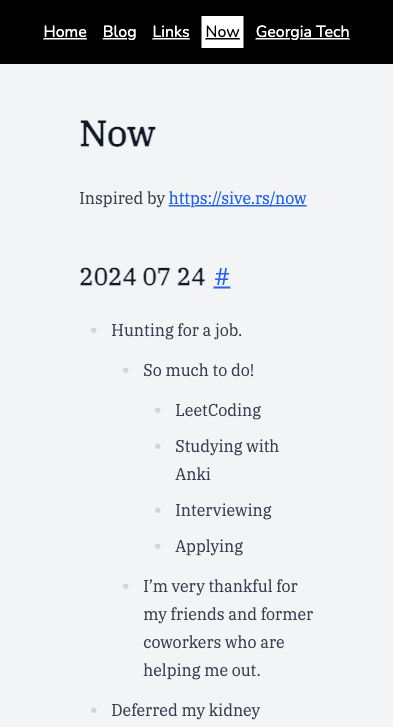 Home Blog Links Now Georgia Tech
Now
Inspired by https://sive.rs/now
2024 07 24 #
Hunting for a job.
So much to do!
LeetCoding
Studying with
Anki
Interviewing
Applying
I’m very thankful for
my friends and former
coworkers who are
helping me out.
Deferred my kidney